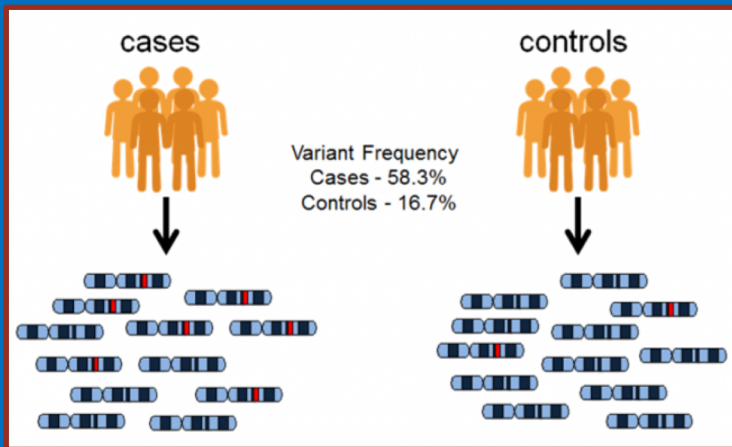 cases
controls
Variant Frequency
Cases - 58.3%
Controls - 16.7%